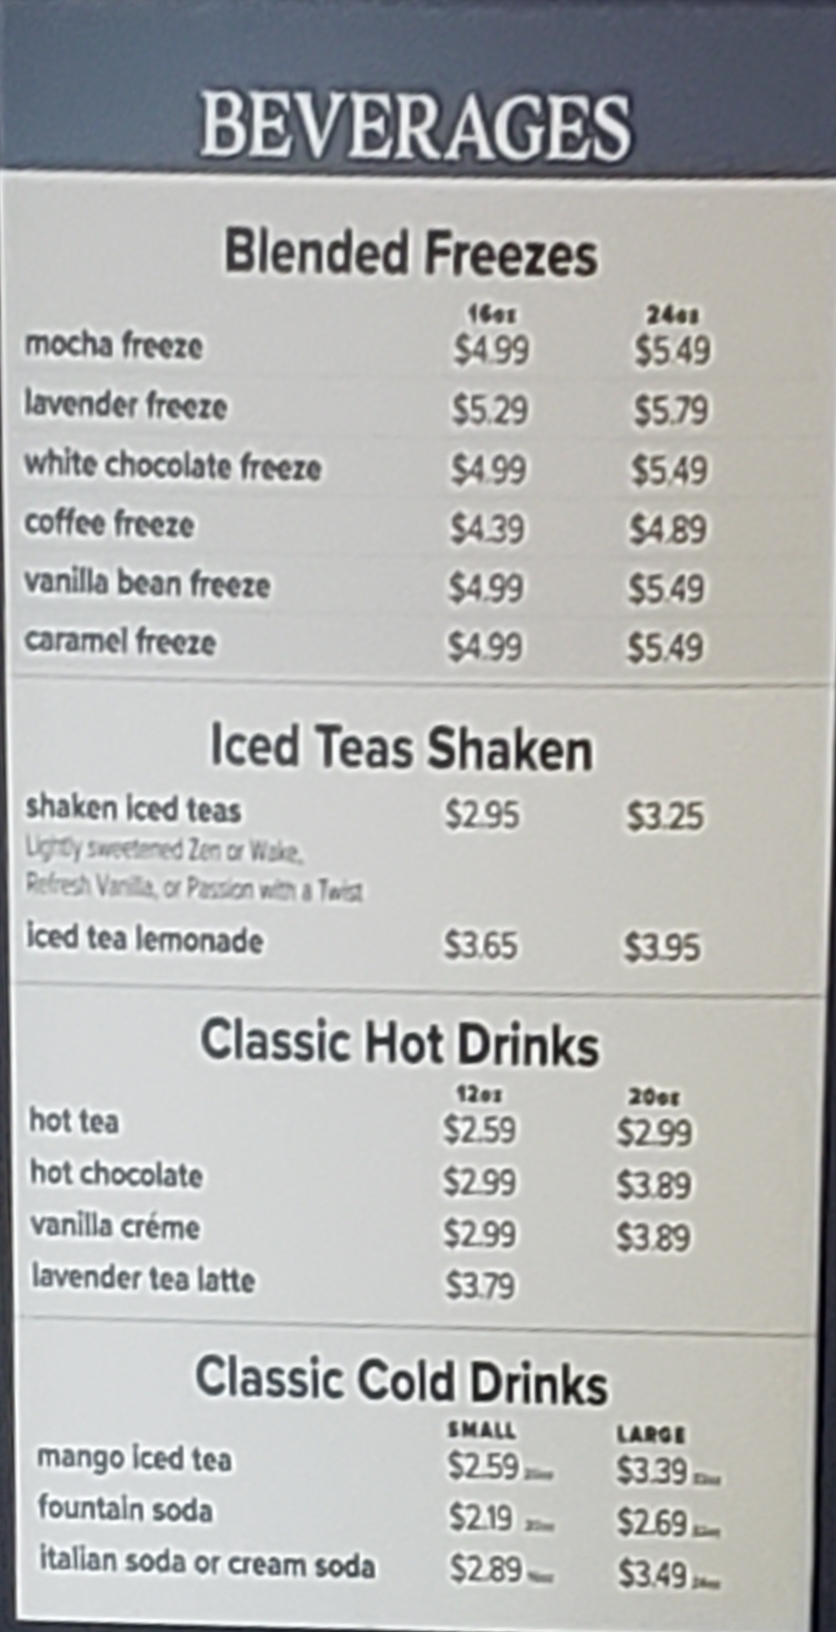 BEVERAGES
Blended Freezes
16oz 24oz
mocha freeze $4.99 $5.49
lavender freeze $5.29 $5.79
white chocolate freeze $4.99 $5.49
coffee freeze $4.39 $4.89
vanilla bean freeze $4.99 $5.49
caramel freeze $4.99 $5.49
Iced Teas Shaken
shaken iced teas $2.95 $3.25
Lightly sweetened Zen or Wake,
Refresh Vanilla, or Passion with a Twist
iced tea lemonade $3.65 $3.95
Classic Hot Drinks
12oz 20oz
hot tea $2.59 $2.99
hot chocolate $2.99 $3.89
vanilla créme $2.99 $3.89
lavender tea latte $3.79
Classic Cold Drinks
SMALL LARGE
mango iced tea $2.59 $3.39
fountain soda $2.19 $2.69
italian soda or cream soda $2.89 $3.49